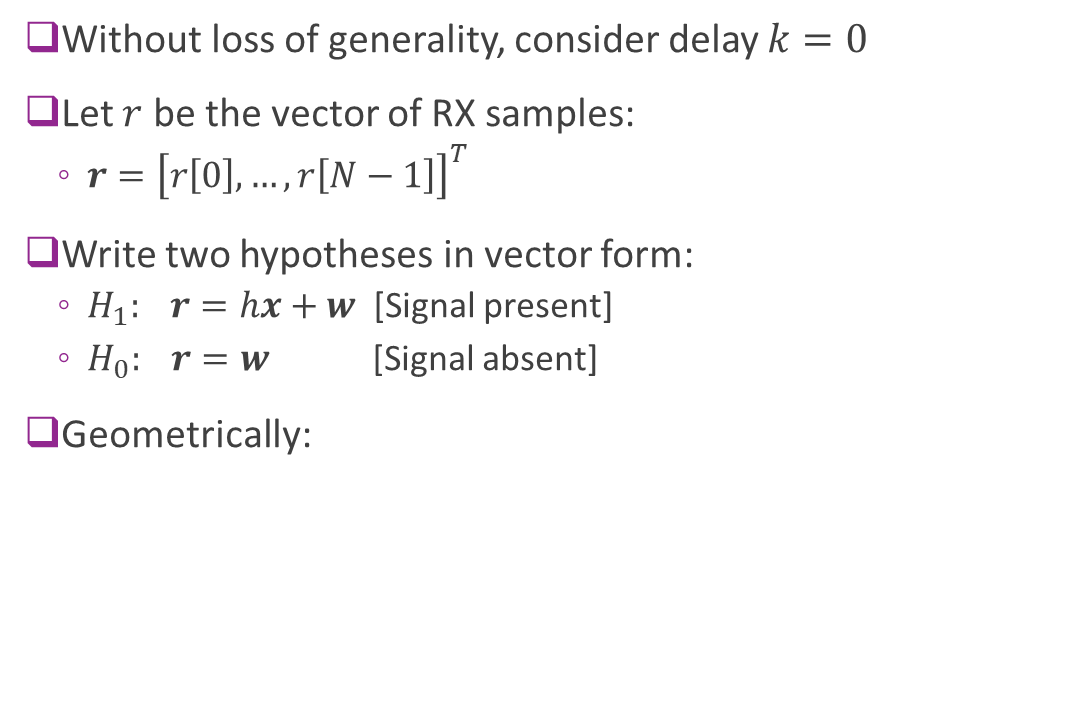 ❑Without loss of generality, consider delay 𝑘 = 0
❑Let 𝑟 be the vector of RX samples:
◦ 𝒓 = [𝑟[0], … , 𝑟[𝑁 − 1]]^𝑇
❑Write two hypotheses in vector form:
◦ 𝐻₁: 𝒓 = ℎ𝒙 + 𝒘 [Signal present]
◦ 𝐻₀: 𝒓 = 𝒘 [Signal absent]
❑Geometrically: